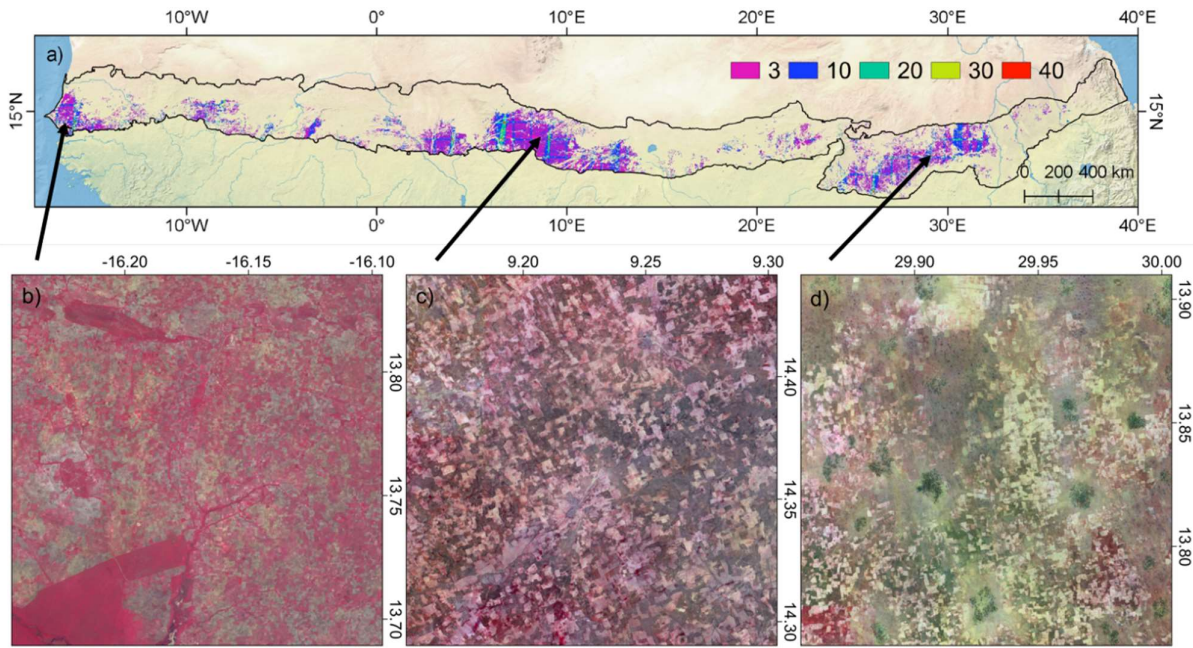 10°W 0° 10°E 20°E 30°E 40°E
a)
3 10 20 30 40
15°N 15°N
0 200 400 km
10°W 0° 10°E 20°E 30°E 40°E
-16.20 -16.15 -16.10 9.20 9.25 9.30 29.90 29.95 30.00
b) c) d)
13.80 13.75 13.70
14.40 14.35 14.30
13.90 13.85 13.80